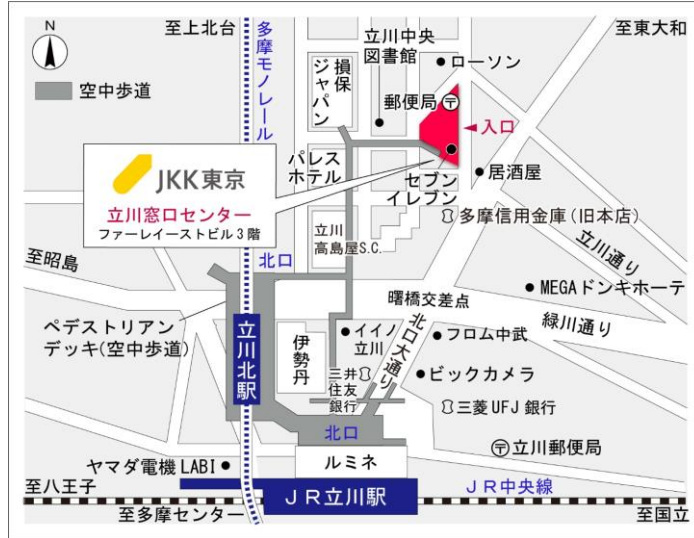 N
至上北台
多摩モノレール
立川中央
図書館
ローソン
至東大和
空中歩道
損保
ジャパン
郵便局
〒
入口
JKK東京
立川窓口センター
ファーレイーストビル3階
パレス
ホテル
セブン
イレブン
居酒屋
多摩信用金庫(旧本店)
立川
高島屋S.C.
立川通り
至昭島
北口
MEGAドンキホーテ
曙橋交差点
緑川通り
ペデストリアン
デッキ(空中歩道)
立川北駅
伊勢丹
イイノ
立川
北口大通り
フロム中武
三井
住友
銀行
ビックカメラ
三菱UFJ銀行
北口
〒立川郵便局
ルミネ
ヤマダ電機LABI
至八王子
JR立川駅
JR中央線
至多摩センター
至国立